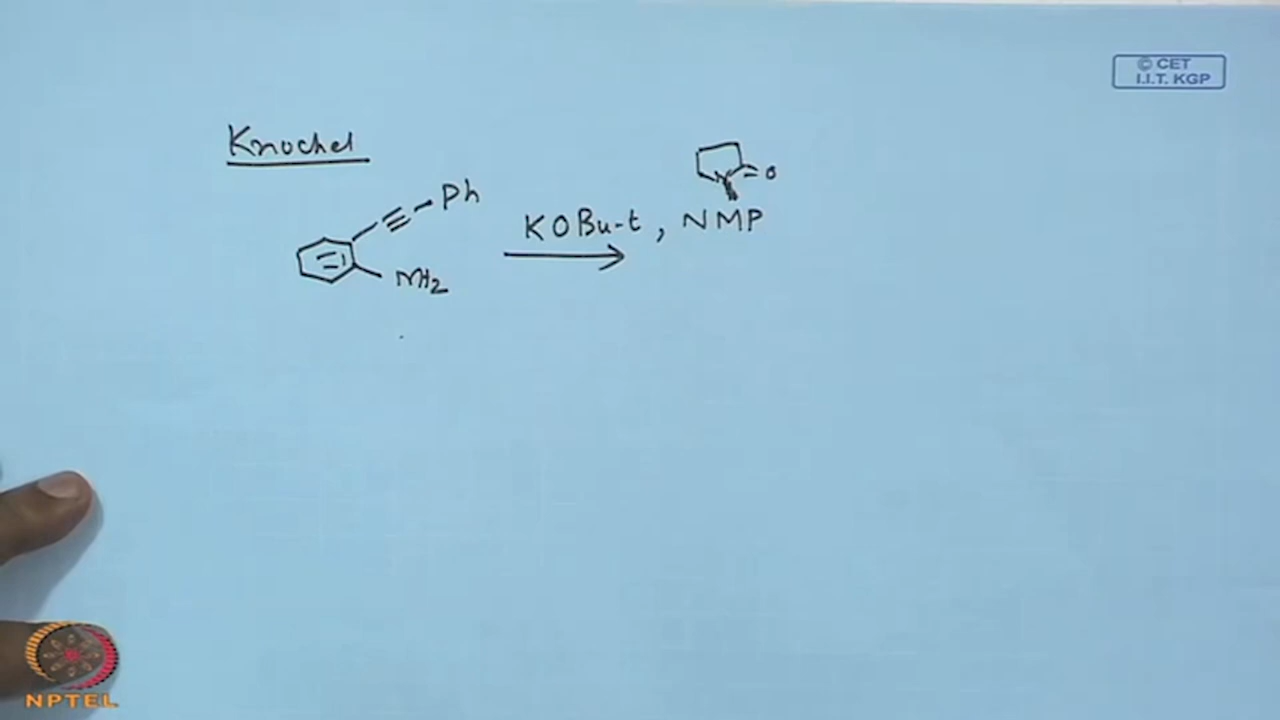 © CET
I.I.T. KGP
Knochel
Ph
NH2
KOBu-t, NMP
O
NPTEL